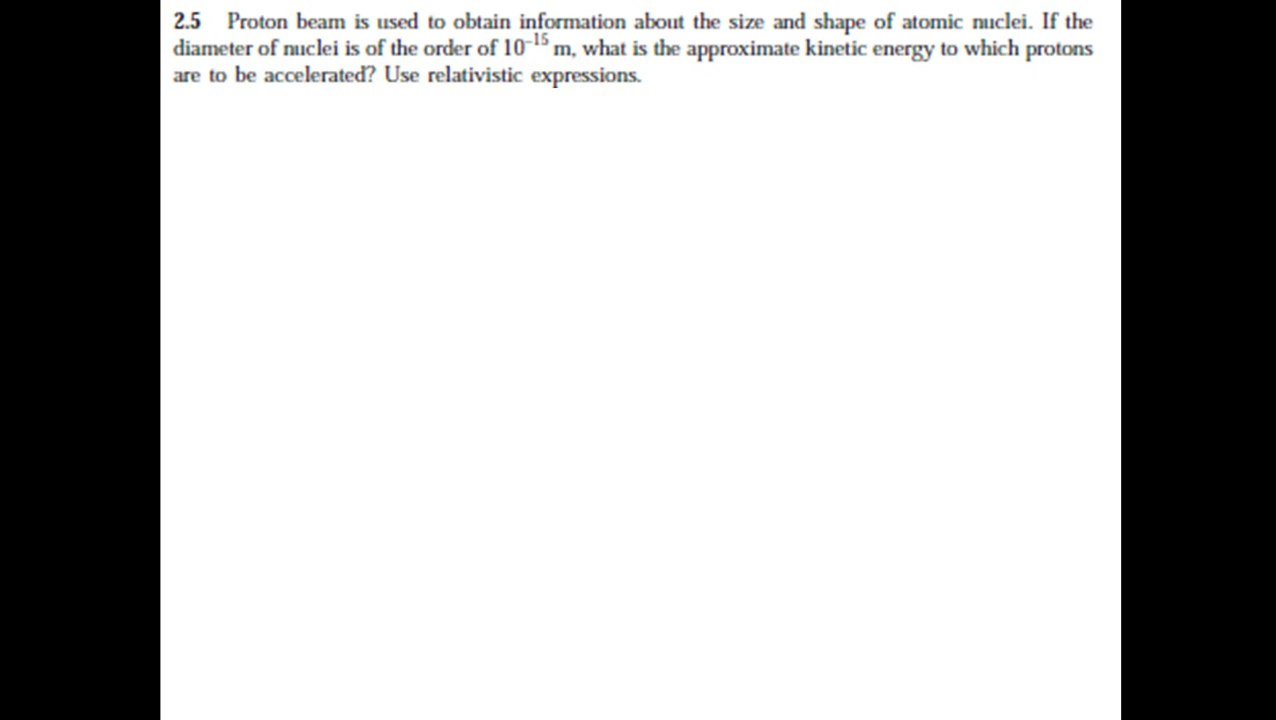 2.5 Proton beam is used to obtain information about the size and shape of atomic nuclei. If the
diameter of nuclei is of the order of 10⁻¹⁵ m, what is the approximate kinetic energy to which protons
are to be accelerated? Use relativistic expressions.